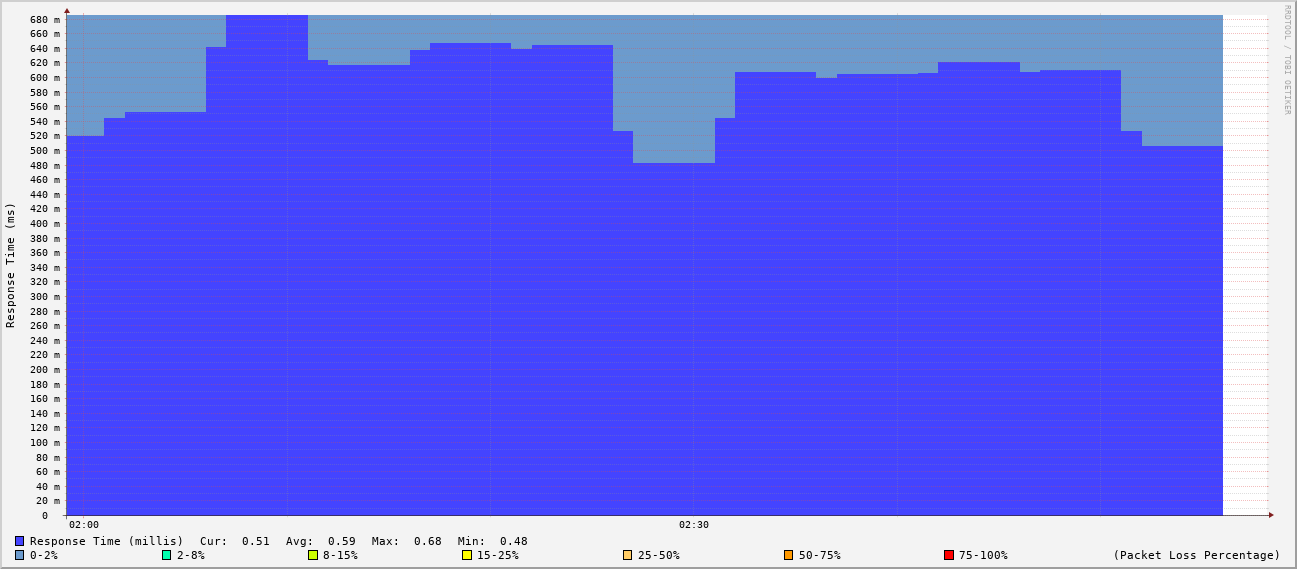 RRDTOOL / TOBI OETIKER
Response Time (ms)
680 m
660 m
640 m
620 m
600 m
580 m
560 m
540 m
520 m
500 m
480 m
460 m
440 m
420 m
400 m
380 m
360 m
340 m
320 m
300 m
280 m
260 m
240 m
220 m
200 m
180 m
160 m
140 m
120 m
100 m
80 m
60 m
40 m
20 m
0
02:00 02:30
Response Time (millis) Cur: 0.51 Avg: 0.59 Max: 0.68 Min: 0.48
0-2% 2-8% 8-15% 15-25% 25-50% 50-75% 75-100% (Packet Loss Percentage)